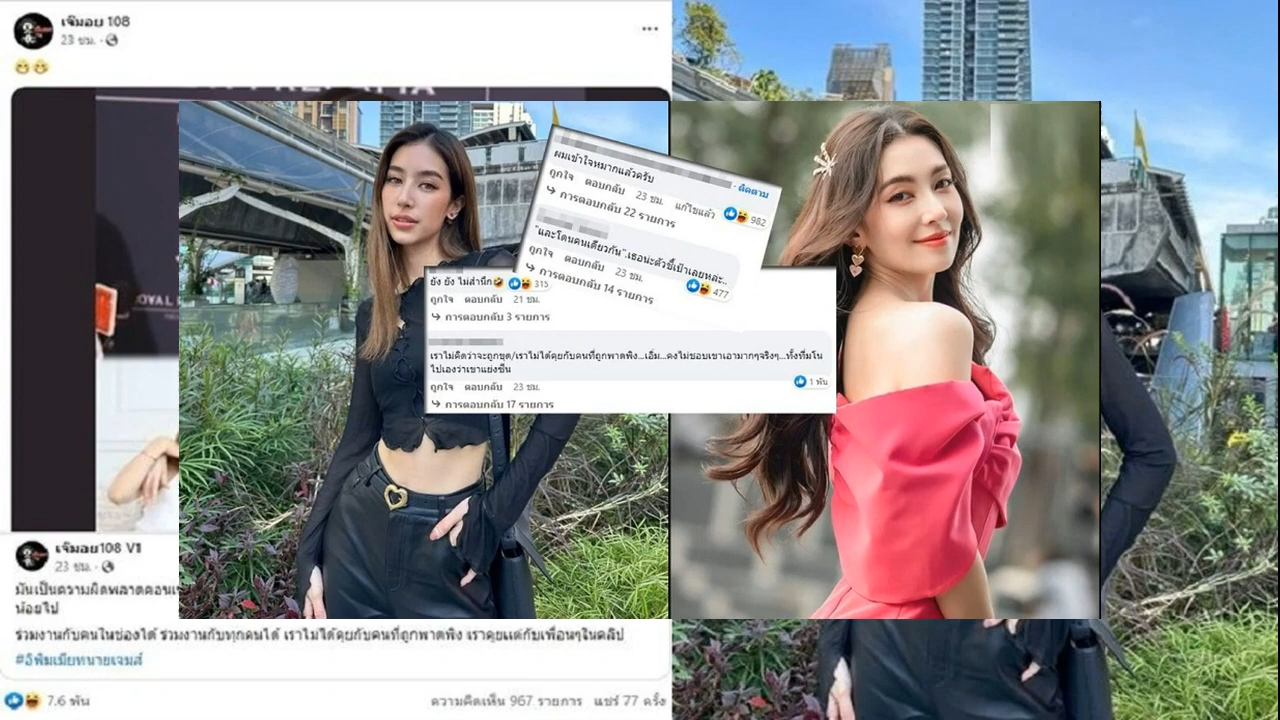 เจ๊มอย 108
23 ชม.
ผมเข้าใจหมากแล้วครับ
ติดตาม
ถูกใจ ตอบกลับ 23 ชม. แก้ไขแล้ว
982
การตอบกลับ 22 รายการ
"และโดนคนเดียวกัน"..เธอน่ะตัวขี้เป้าเลยหล่ะ..
ถูกใจ ตอบกลับ 23 ชม.
477
การตอบกลับ 14 รายการ
ยัง ยัง ไม่สำนึก
315
ถูกใจ ตอบกลับ 21 ชม.
การตอบกลับ 3 รายการ
เราไม่คิดว่าจะถูกขุด/เราไม่ได้คุยกับคนที่ถูกพาดพิง...เอิ่ม...คงไม่ชอบเขาเอามากๆจริงๆ...ทั้งที่มโน
ไปเองว่าเขาแย่งซีน
ถูกใจ ตอบกลับ 23 ชม.
1 พัน
การตอบกลับ 17 รายการ
เจ๊มอย108 V1
23 ชม.
มันเป็นความผิดพลาดคอนเ
น้อยไป
ร่วมงานกับคนในช่องได้ ร่วมงานกับทุกคนได้ เราไม่ได้คุยกับคนที่ถูกพาดพิง เราคุยแต่กับเพื่อนๆในคลิป
#อีพิมเมียทนายเจมส์
7.6 พัน
ความคิดเห็น 967 รายการ แชร์ 77 ครั้ง